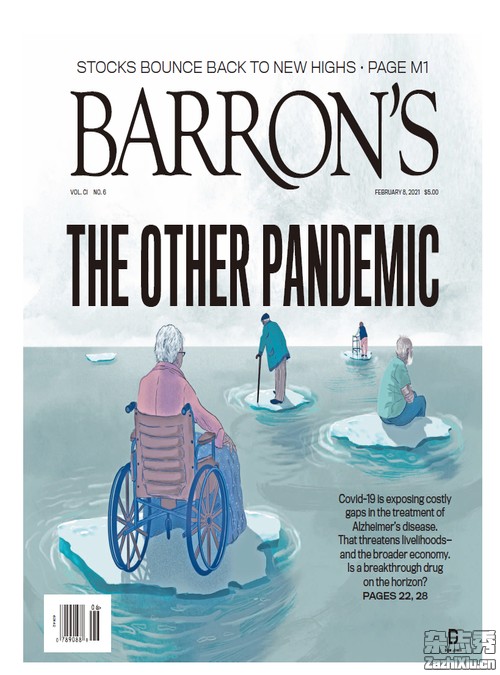 STOCKS BOUNCE BACK TO NEW HIGHS · PAGE M1
BARRON'S
VOL. CI NO. 6 FEBRUARY 8, 2021 $5.00
THE OTHER PANDEMIC
Covid-19 is exposing costly
gaps in the treatment of
Alzheimer's disease.
That threatens livelihoods—
and the broader economy.
Is a breakthrough drug
on the horizon?
PAGES 22, 28
06
杂志秀
ZaZhiXiu.cn